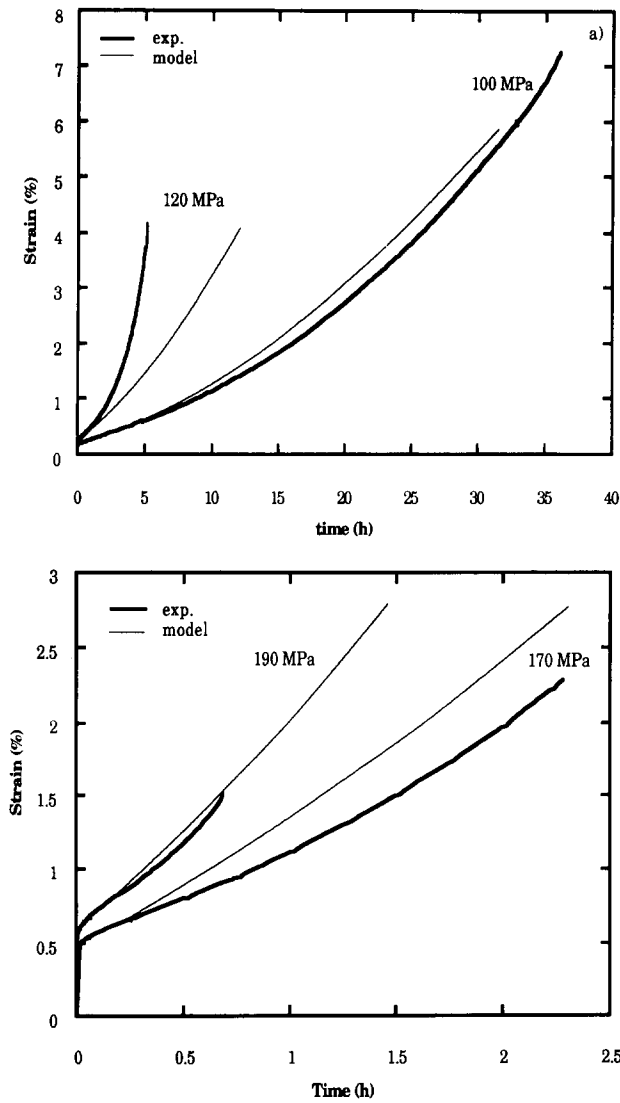 8
exp.
model
a)
7
100 MPa
6
5
120 MPa
Strain (%)
4
3
2
1
0
0 5 10 15 20 25 30 35 40
time (h)
3
exp.
model
2.5
190 MPa
170 MPa
2
Strain (%)
1.5
1
0.5
0
0 0.5 1 1.5 2 2.5
Time (h)